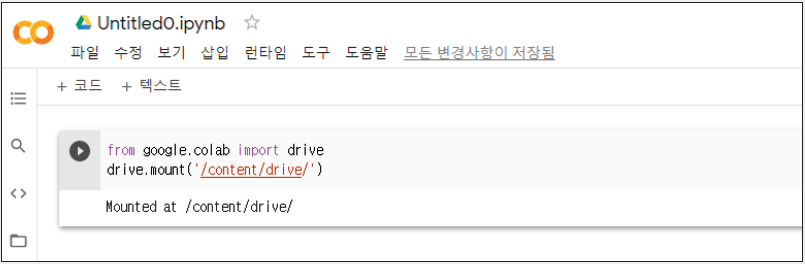 Untitled0.ipynb
파일 수정 보기 삽입 런타임 도구 도움말 모든 변경사항이 저장됨
+ 코드 + 텍스트
from google.colab import drive
drive.mount('/content/drive/')
Mounted at /content/drive/